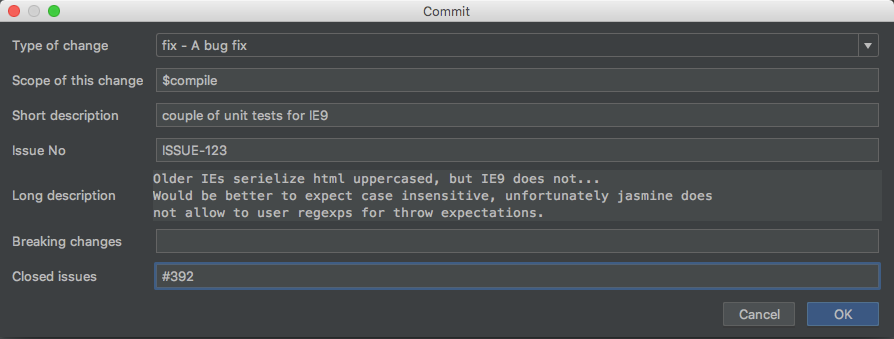 Commit
Type of change fix - A bug fix
Scope of this change $compile
Short description couple of unit tests for IE9
Issue No ISSUE-123
Long description
Older IEs serielize html uppercased, but IE9 does not...
Would be better to expect case insensitive, unfortunately jasmine does
not allow to user regexps for throw expectations.
Breaking changes
Closed issues #392
Cancel OK